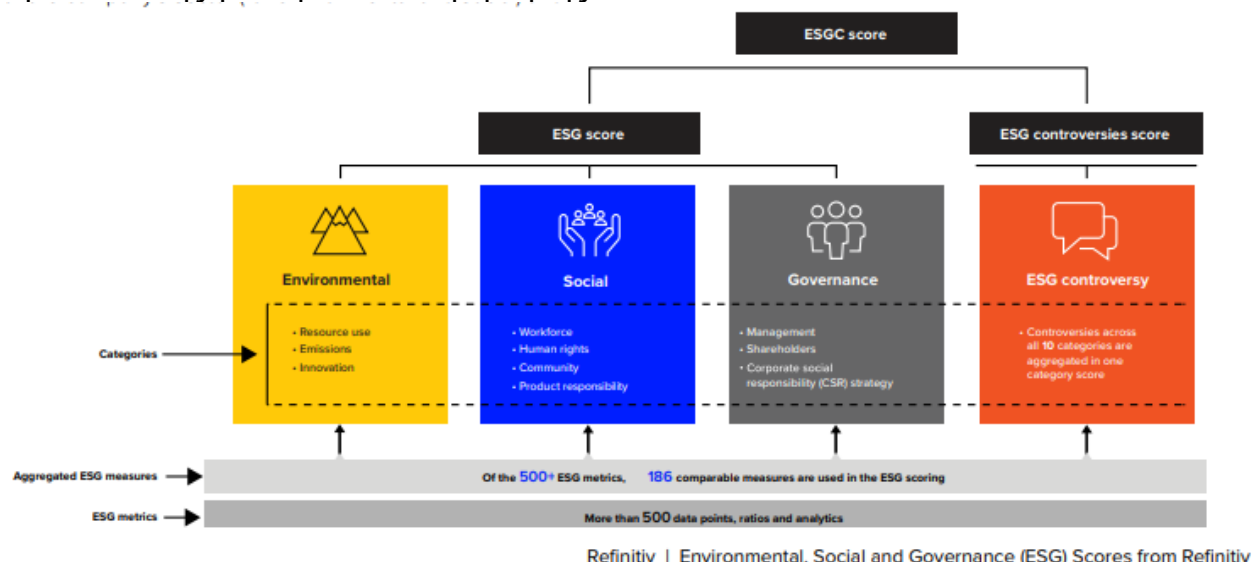 ESGC score
ESG score
ESG controversies score
Environmental
Social
Governance
ESG controversy
Categories
• Resource use
• Emissions
• Innovation
• Workforce
• Human rights
• Community
• Product responsibility
• Management
• Shareholders
• Corporate social
responsibility (CSR) strategy
• Controversies across
all 10 categories are
aggregated in one
category score
Aggregated ESG measures
Of the 500+ ESG metrics, 186 comparable measures are used in the ESG scoring
ESG metrics
More than 500 data points, ratios and analytics
Refinitiv | Environmental, Social and Governance (ESG) Scores from Refinitiv